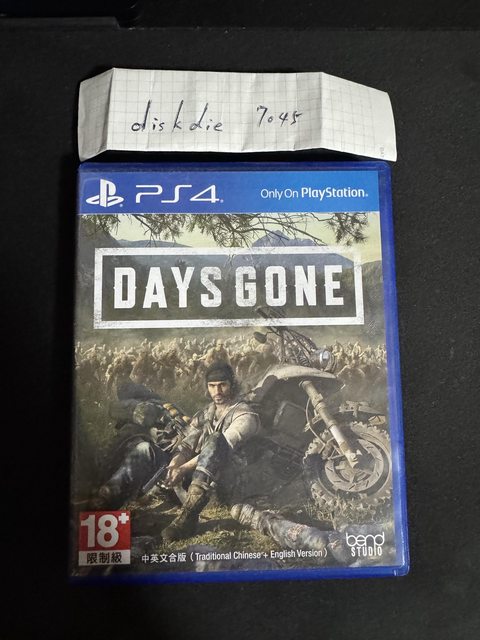 diskdie 7045
PS4 Only On PlayStation®
DAYS GONE
18+
限制級
中英文合版 (Traditional Chinese + English Version)
bend
STUDIO